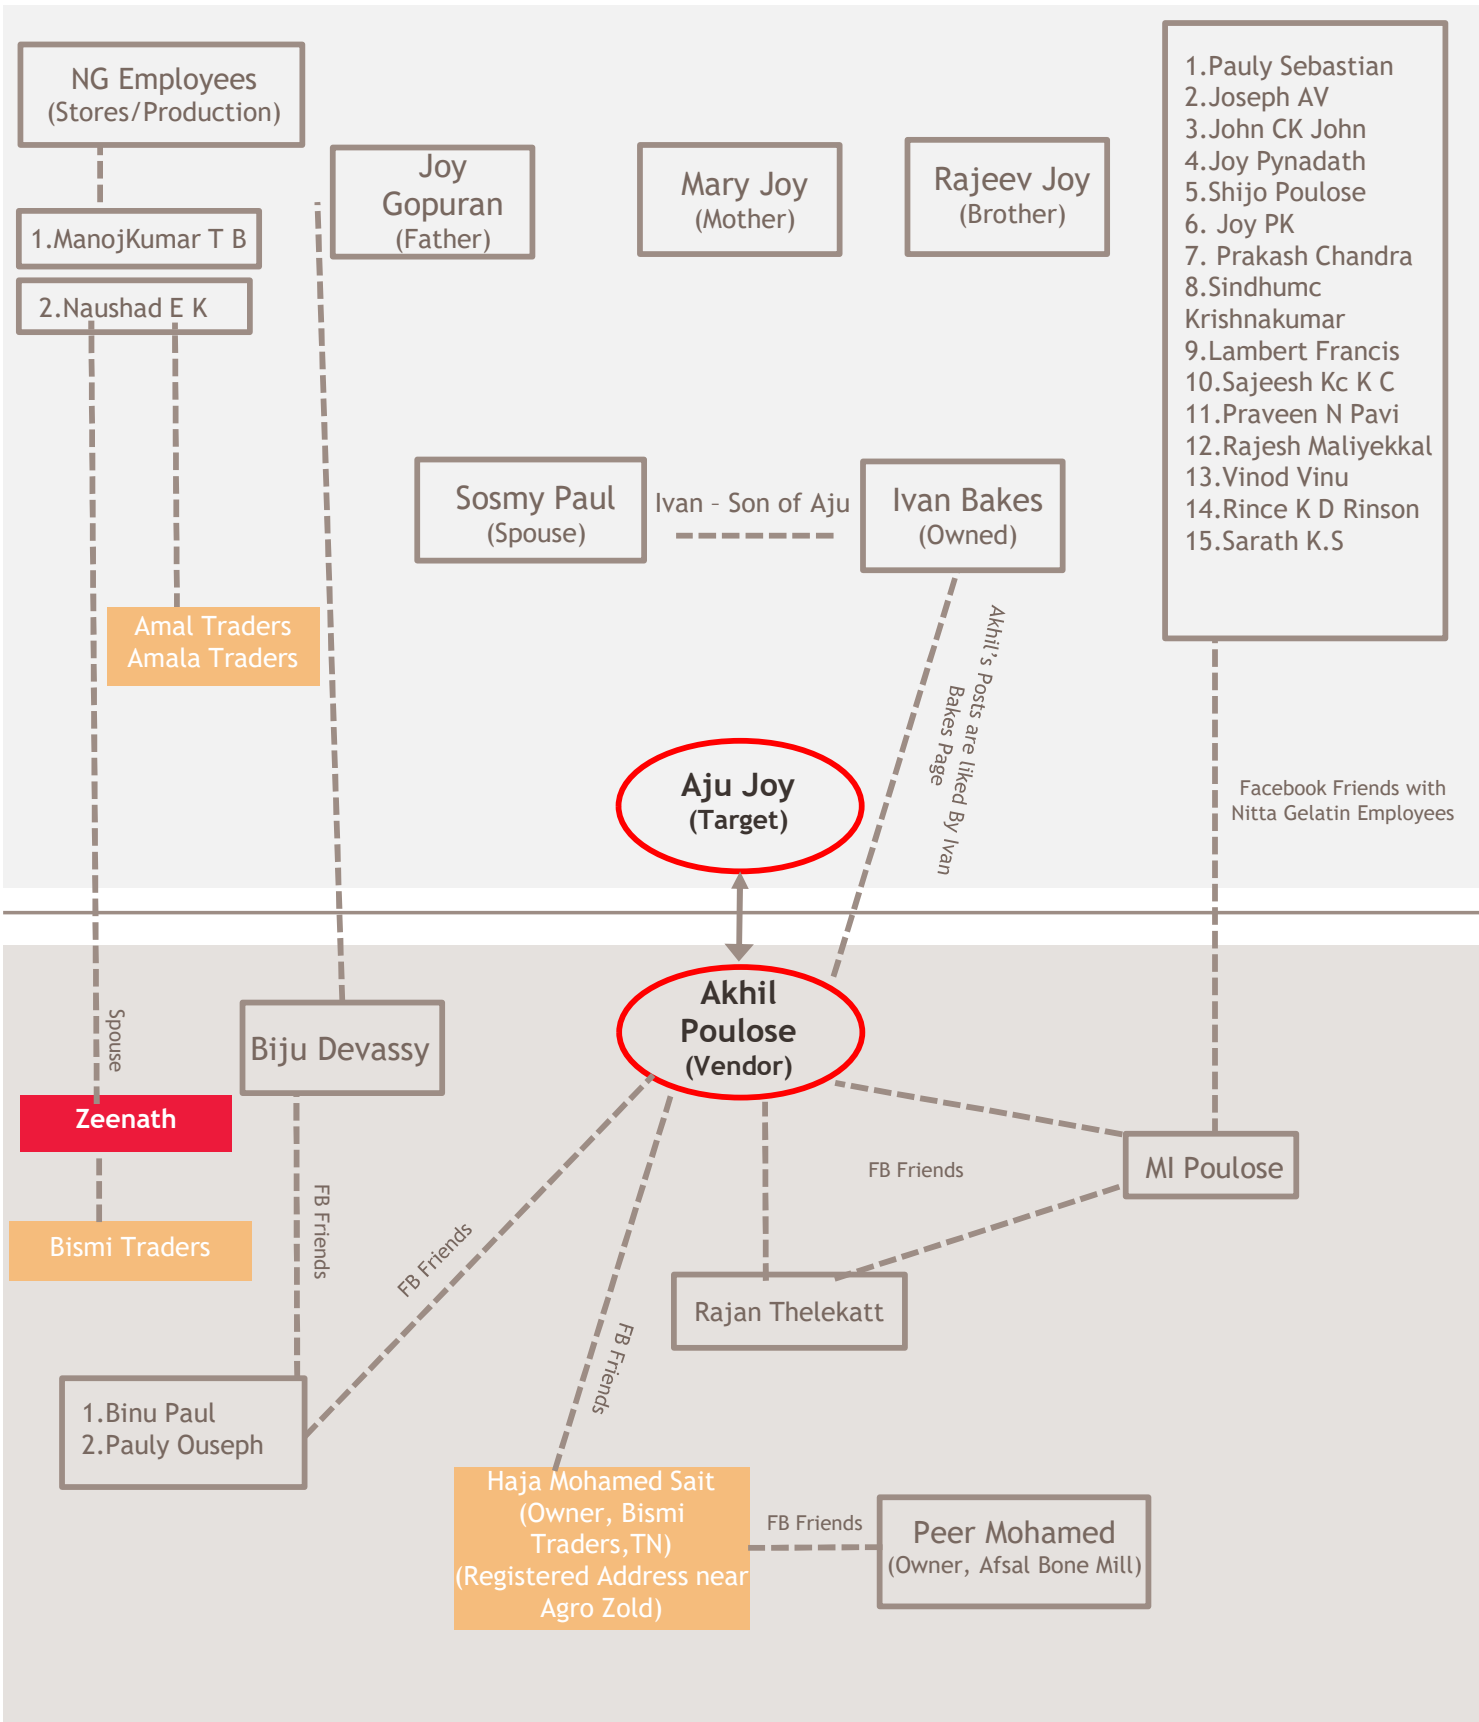 NG Employees
(Stores/Production)
1.ManojKumar T B
2.Naushad E K
Joy
Gopuran
(Father)
Mary Joy
(Mother)
Rajeev Joy
(Brother)
1.Pauly Sebastian
2.Joseph AV
3.John CK John
4.Joy Pynadath
5.Shijo Poulose
6. Joy PK
7. Prakash Chandra
8.Sindhumc
Krishnakumar
9.Lambert Francis
10.Sajeesh Kc K C
11.Praveen N Pavi
12.Rajesh Maliyekkal
13.Vinod Vinu
14.Rince K D Rinson
15.Sarath K.S
Sosmy Paul
(Spouse)
Ivan – Son of Aju
Ivan Bakes
(Owned)
Amal Traders
Amala Traders
Akhil's Posts are liked By Ivan
Bakes Page
Aju Joy
(Target)
Facebook Friends with
Nitta Gelatin Employees
Akhil
Poulose
(Vendor)
Spouse
Biju Devassy
Zeenath
Bismi Traders
FB Friends
FB Friends
FB Friends
FB Friends
MI Poulose
Rajan Thelekatt
1.Binu Paul
2.Pauly Ouseph
Haja Mohamed Sait
(Owner, Bismi
Traders,TN)
(Registered Address near
Agro Zold)
FB Friends
Peer Mohamed
(Owner, Afsal Bone Mill)